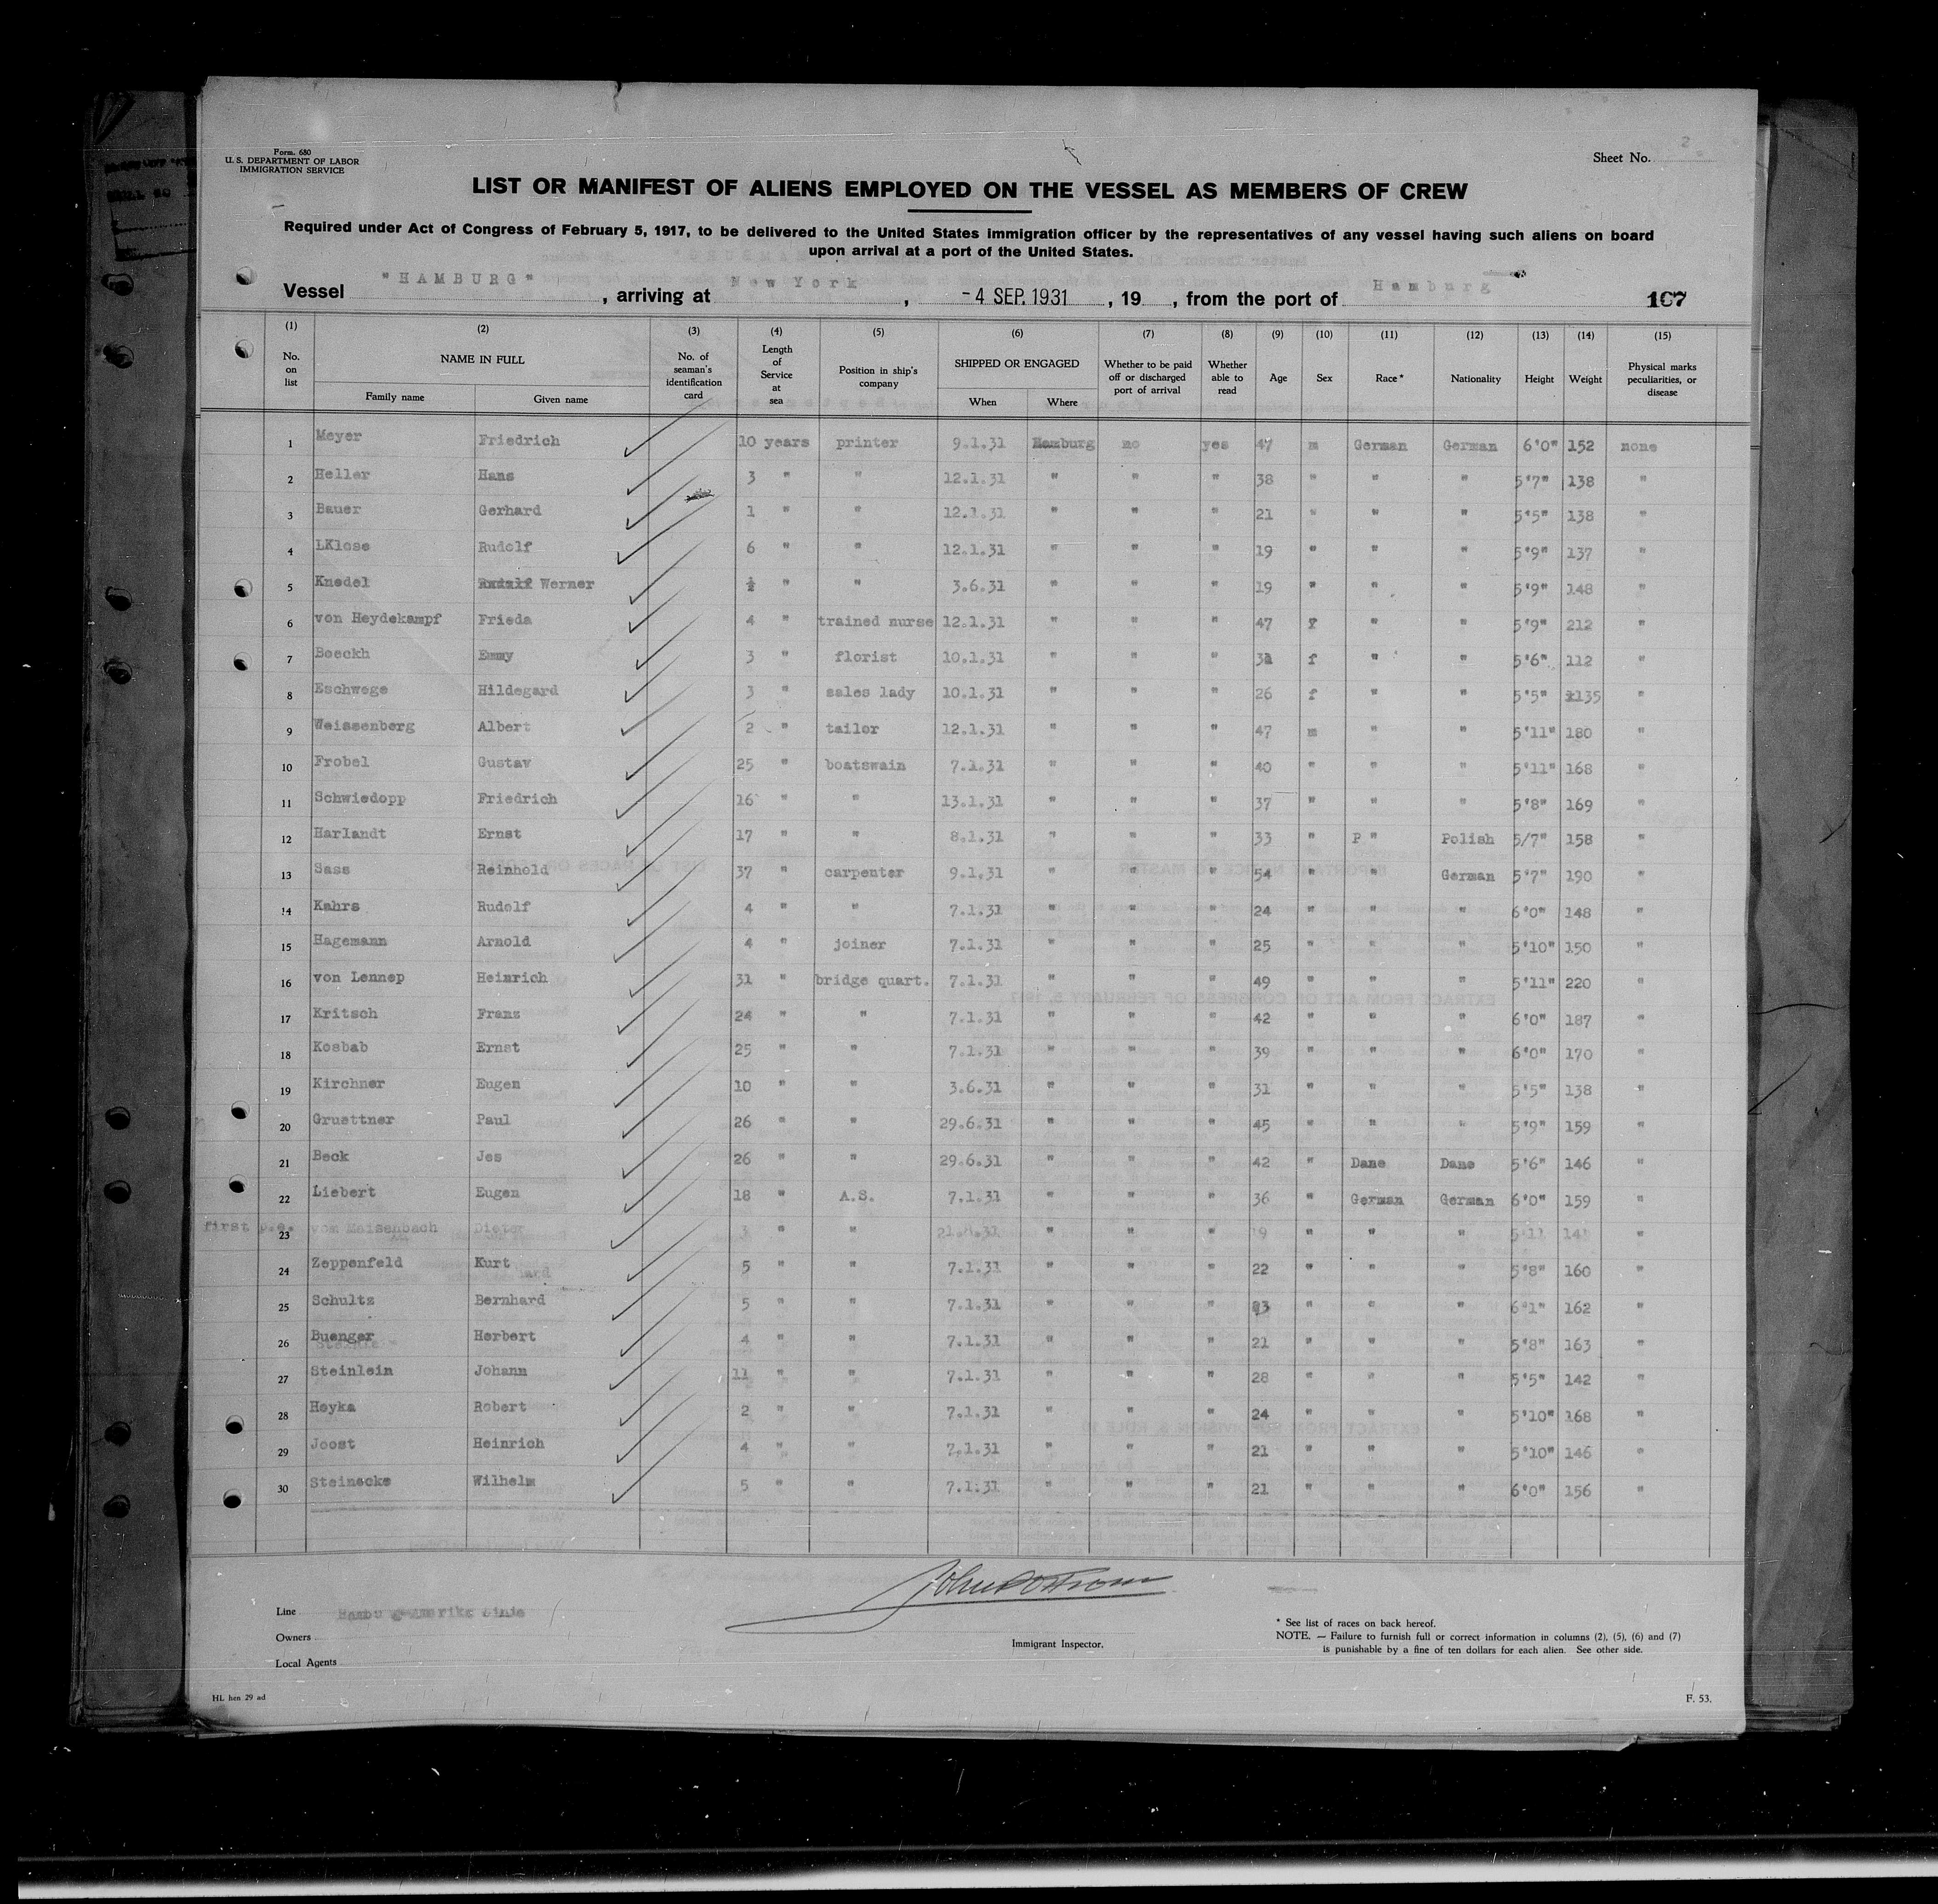 Form. 680
U. S. DEPARTMENT OF LABOR
IMMIGRATION SERVICE
Sheet No. 2
LIST OR MANIFEST OF ALIENS EMPLOYED ON THE VESSEL AS MEMBERS OF CREW
Required under Act of Congress of February 5, 1917, to be delivered to the United States immigration officer by the representatives of any vessel having such aliens on board
upon arrival at a port of the United States.
Vessel "HAMBURG", arriving at New York, -4 SEP. 1931, 19 , from the port of Hamburg 107
(1) (2) (3) (4) (5) (6) (7) (8) (9) (10) (11) (12) (13) (14) (15)
No. on list NAME IN FULL Family name Given name No. of seaman's identification card Length of Service at sea Position in ship's company SHIPPED OR ENGAGED When Where Whether to be paid off or discharged port of arrival Whether able to read Age Sex Race* Nationality Height Weight Physical marks peculiarities, or disease
1 Meyer Friedrich 10 years printer 9.1.31 Hamburg no yes 47 m German German 6'0" 152 none
2 Heller Hans 3 " " 12.1.31 " " " 38 " " " 5'7" 138 "
3 Bauer Gerhard 1 " " 12.1.31 " " " 21 " " " 5'5" 138 "
4 LKlose Rudolf 6 " " 12.1.31 " " " 19 " " " 5'9" 137 "
5 Knedel Rudolf Werner ½ " " 3.6.31 " " " 19 " " " 5'9" 148 "
6 von Heydekampf Frieda 4 " trained nurse 12.1.31 " " " 47 f " " 5'9" 212 "
7 Boeckh Emmy 3 " florist 10.1.31 " " " f " " 5'6" 112 "
8 Eschwege Hildegard 3 " sales lady 10.1.31 " " " 26 f " " 5'5" 135 "
9 Weissenberg Albert 2 " tailor 12.1.31 " " " 47 m " " 5'11" 180 "
10 Frobel Gustav 25 " boatswain 7.1.31 " " " 40 " " " 5'11" 168 "
11 Schwiedopp Friedrich 16 " " 13.1.31 " " " 37 " " " 5'8" 169 "
12 Harlandt Ernst 17 " " 8.1.31 " " " 33 " P " Polish 5/7" 158 "
13 Sass Reinhold 37 " carpenter 9.1.31 " " " 54 " " German 5'7" 190 "
14 Kahrs Rudolf 4 " " 7.1.31 " " " 24 " " " 6'0" 148 "
15 Hagemann Arnold 4 " joiner 7.1.31 " " " 25 " " " 5'10" 150 "
16 von Lennep Heinrich 31 " bridge quart. 7.1.31 " " " 49 " " " 5'11" 220 "
17 Kritsch Franz 24 " " 7.1.31 " " " 42 " " " 6'0" 187 "
18 Kosbab Ernst 25 " " 7.1.31 " " " 39 " " " 6'0" 170 "
19 Kirchner Eugen 10 " " 3.6.31 " " " 31 " " " 5'5" 138 "
20 Gruettner Paul 26 " " 29.6.31 " " " 45 " " " 5'9" 159 "
21 Beck Jes 26 " " 29.6.31 " " " 42 " Dane Dane 5'6" 146 "
22 Liebert Eugen 18 " A.S. 7.1.31 " " " 36 " German German 6'0" 159 "
first p.e. 23 vom Maisenbach Dieter 3 " " " " " " " " "
24 Zeppenfeld Kurt 5 " " 7.1.31 " " " 22 " " " 5'8" 160 "
25 Schultz Bernhard 5 " " 7.1.31 " " " " " " 6'1" 162 "
26 Buenger Herbert 4 " " 7.1.31 " " " 21 " " " 5'8" 163 "
27 Steinlein Johann 11 " " 7.1.31 " " " 28 " " " 5'5" 142 "
28 Heyka Robert 2 " " 7.1.31 " " " 24 " " " 5'10" 168 "
29 Joost Heinrich 4 " " 7.1.31 " " " 21 " " " 5'10" 146 "
30 Steinecke Wilhelm 5 " " 7.1.31 " " " 21 " " " 6'0" 156 "
Line Hamburg-Amerika Linie
Owners
Local Agents
Immigrant Inspector.
* See list of races on back hereof.
NOTE. — Failure to furnish full or correct information in columns (2), (5), (6) and (7)
is punishable by a fine of ten dollars for each alien. See other side.
HL hen 29 ad
F. 53.